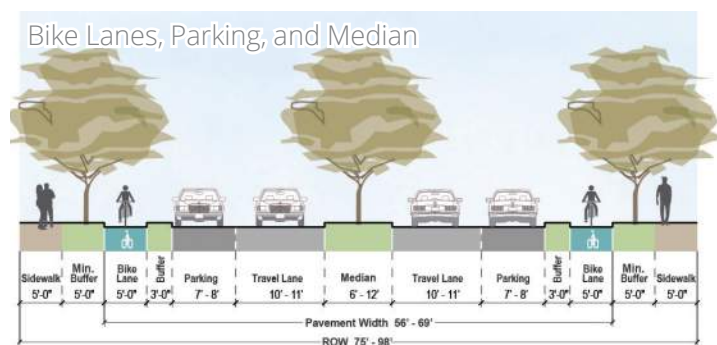 Bike Lanes, Parking, and Median
Sidewalk 5'-0"
Min. Buffer 5'-0"
Bike Lane 5'-0"
Buffer 3'-0"
Parking 7' - 8'
Travel Lane 10' - 11'
Median 6' - 12'
Travel Lane 10' - 11'
Parking 7' - 8'
Buffer 3'-0"
Bike Lane 5'-0"
Min. Buffer 5'-0"
Sidewalk 5'-0"
Pavement Width 56' - 69'
ROW 75' - 98'